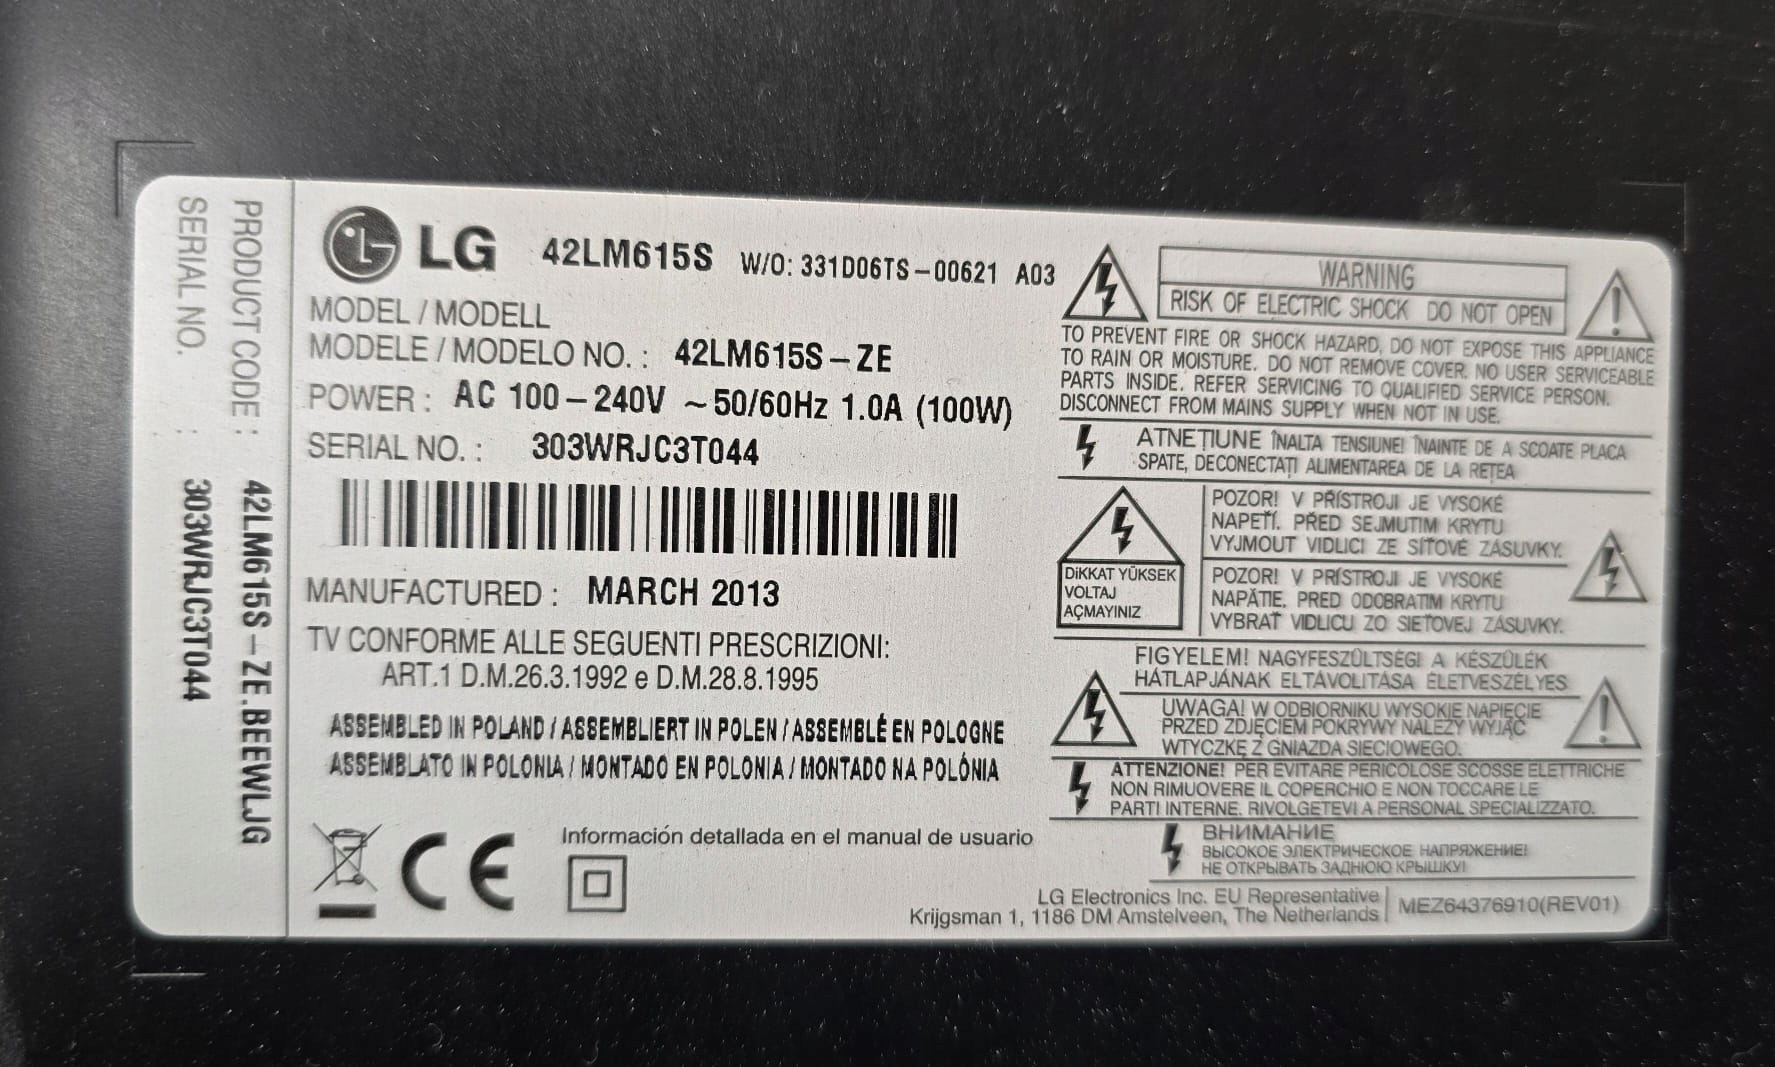 PRODUCT CODE : 42LM615S-ZE.BEEWLJG
SERIAL NO. : 303WRJC3T044
LG 42LM615S W/O: 331D06TS-00621 A03
MODEL / MODELL
MODELE / MODELO NO. : 42LM615S-ZE
POWER : AC 100-240V ~50/60Hz 1.0A (100W)
SERIAL NO. : 303WRJC3T044
MANUFACTURED : MARCH 2013
TV CONFORME ALLE SEGUENTI PRESCRIZIONI:
ART.1 D.M.26.3.1992 e D.M.28.8.1995
ASSEMBLED IN POLAND / ASSEMBLIERT IN POLEN / ASSEMBLÉ EN POLOGNE
ASSEMBLATO IN POLONIA / MONTADO EN POLONIA / MONTADO NA POLÓNIA
CE
Información detallada en el manual de usuario
WARNING
RISK OF ELECTRIC SHOCK DO NOT OPEN
TO PREVENT FIRE OR SHOCK HAZARD, DO NOT EXPOSE THIS APPLIANCE
TO RAIN OR MOISTURE. DO NOT REMOVE COVER. NO USER SERVICEABLE
PARTS INSIDE. REFER SERVICING TO QUALIFIED SERVICE PERSON.
DISCONNECT FROM MAINS SUPPLY WHEN NOT IN USE.
ATNEŢIUNE ÎNALTA TENSIUNE! ÎNAINTE DE A SCOATE PLACA
SPATE, DECONECTAŢI ALIMENTAREA DE LA REŢEA
DiKKAT YÜKSEK
VOLTAJ
AÇMAYINIZ
POZOR! V PŘÍSTROJI JE VYSOKÉ
NAPETÍ. PŘED SEJMUTIM KRYTU
VYJMOUT VIDLICI ZE SÍŤOVÉ ZÁSUVKY.
POZOR! V PRÍSTROJI JE VYSOKÉ
NAPÄTIE. PRED ODOBRATIM KRYTU
VYBRAŤ VIDLICU ZO SIEŤOVEJ ZÁSUVKY.
FIGYELEM! NAGYFESZÜLTSÉG! A KÉSZÜLÉK
HÁTLAPJÁNAK ELTÁVOLITÁSA ÉLETVESZÉLYES
UWAGA! W ODBIORNIKU WYSOKIE NAPIĘCIE
PRZED ZDJĘCIEM POKRYWY NALEŻY WYJĄĆ
WTYCZKĘ Z GNIAZDA SIECIOWEGO.
ATTENZIONE! PER EVITARE PERICOLOSE SCOSSE ELETTRICHE
NON RIMUOVERE IL COPERCHIO E NON TOCCARE LE
PARTI INTERNE. RIVOLGETEVI A PERSONAL SPECIALIZZATO.
ВНИМАНИЕ
ВЫСОКОЕ ЭЛЕКТРИЧЕСКОЕ НАПРЯЖЕНИЕ!
НЕ ОТКРЫВАТЬ ЗАДНЮЮ КРЫШКУ!
LG Electronics Inc. EU Representative
Krijgsman 1, 1186 DM Amstelveen, The Netherlands
MEZ64376910(REV01)